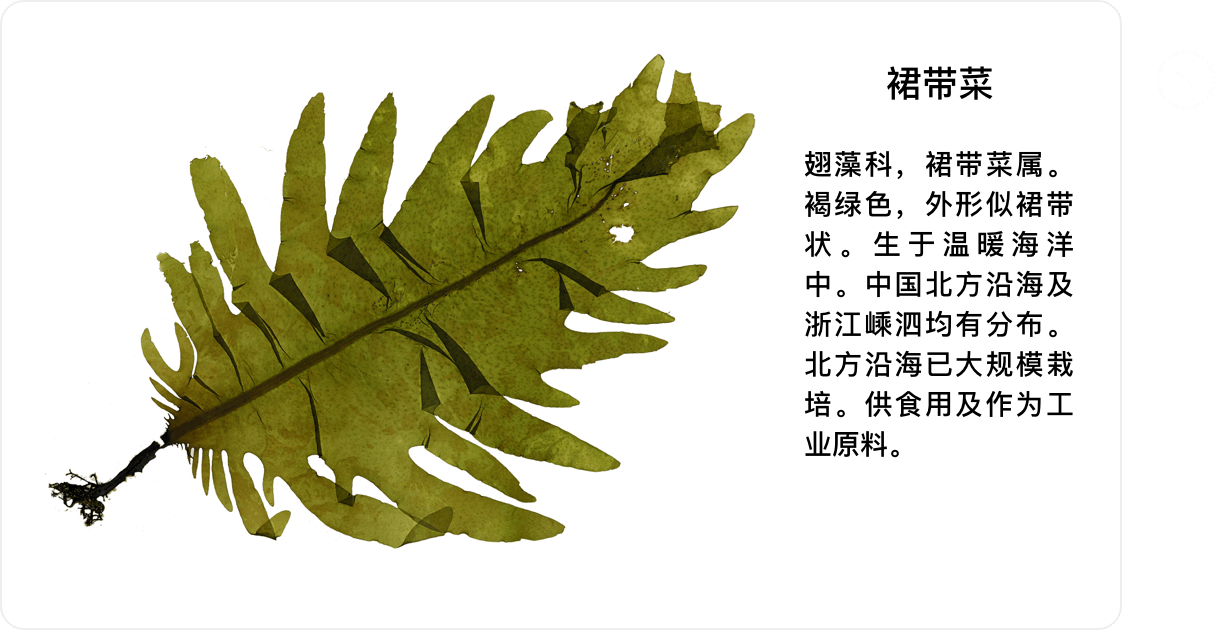 裙带菜
翅藻科，裙带菜属。
褐绿色，外形似裙带
状。生于温暖海洋
中。中国北方沿海及
浙江嵊泗均有分布。
北方沿海已大规模栽
培。供食用及作为工
业原料。